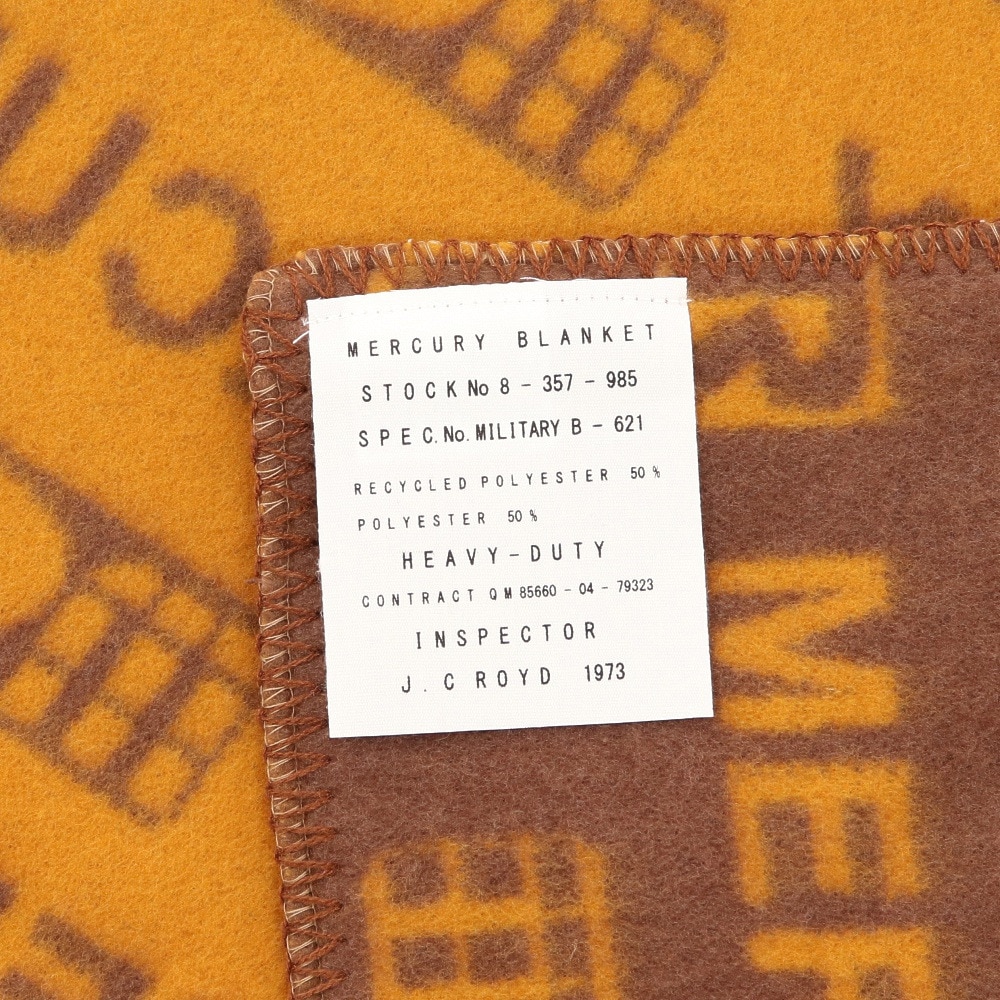 MERCURY BLANKET
STOCK No 8 - 357 - 985
SPEC. No. MILITARY B - 621
RECYCLED POLYESTER 50 %
POLYESTER 50 %
HEAVY-DUTY
CONTRACT QM 85660 - 04 - 79323
INSPECTOR
J. CROYD 1973